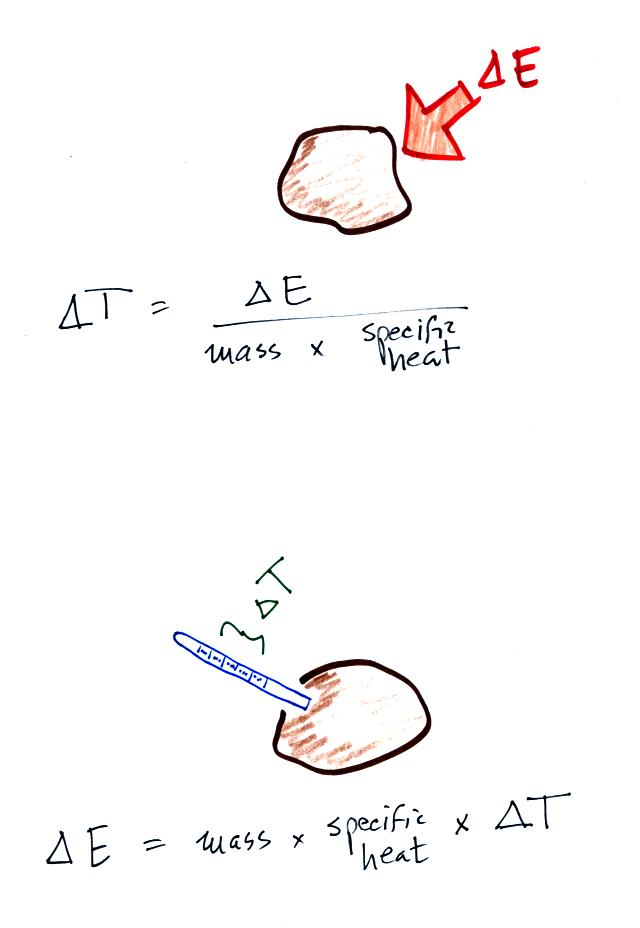 ΔE
ΔT = ΔE
mass x specific heat
ΔT
ΔE = mass x specific heat x ΔT